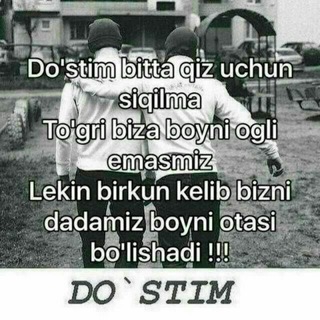 Do'stim bitta qiz uchun
siqilma
To'gri biza boyni ogli
emasmiz
Lekin birkun kelib bizni
dadamiz boyni otasi
bo'lishadi !!!
DO`STIM